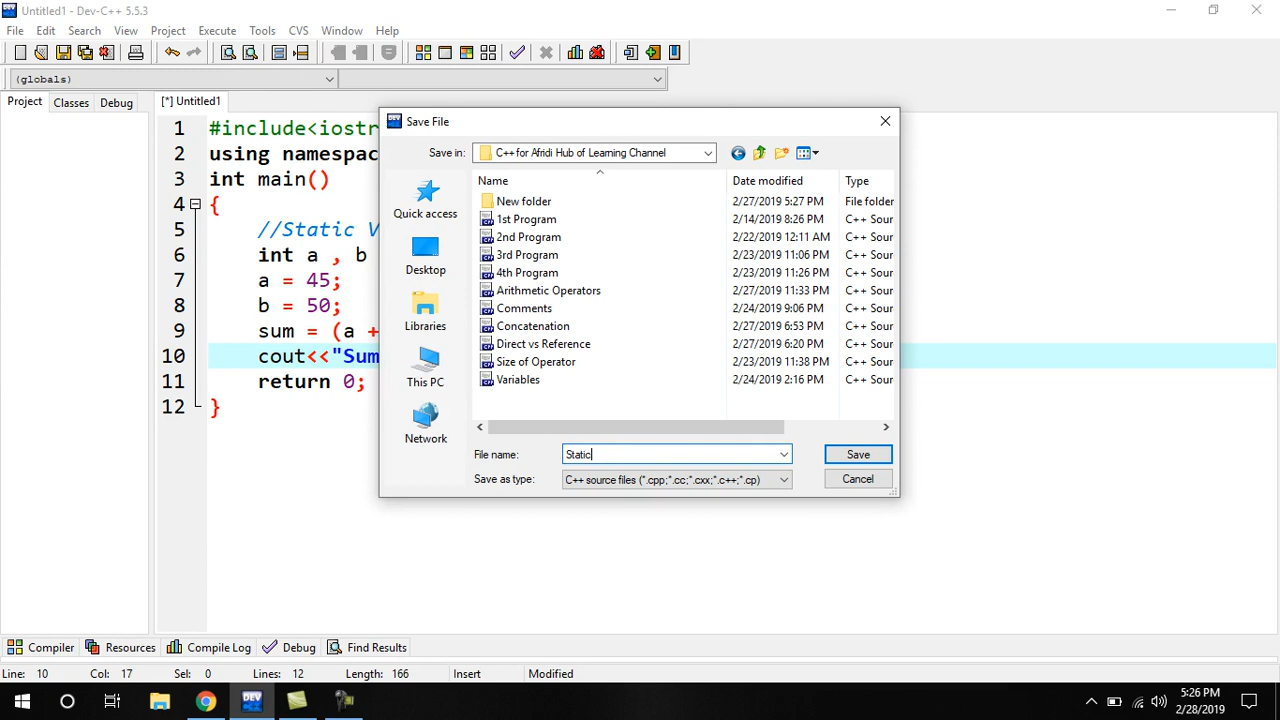 Untitled1 - Dev-C++ 5.5.3
File Edit Search View Project Execute Tools CVS Window Help
(globals)
Project Classes Debug [*] Untitled1
1 #include<iostr
2 using namespac
3 int main()
4 {
5 //Static V
6 int a , b
7 a = 45;
8 b = 50;
9 sum = (a +
10 cout<<"Sum
11 return 0;
12 }
Save File
Save in: C++ for Afridi Hub of Learning Channel
Quick access
Desktop
Libraries
This PC
Network
Name Date modified Type
New folder 2/27/2019 5:27 PM File folder
1st Program 2/14/2019 8:26 PM C++ Sour
2nd Program 2/22/2019 12:11 AM C++ Sour
3rd Program 2/23/2019 11:06 PM C++ Sour
4th Program 2/23/2019 11:26 PM C++ Sour
Arithmetic Operators 2/27/2019 11:33 PM C++ Sour
Comments 2/24/2019 9:06 PM C++ Sour
Concatenation 2/27/2019 6:53 PM C++ Sour
Direct vs Reference 2/27/2019 6:20 PM C++ Sour
Size of Operator 2/23/2019 11:38 PM C++ Sour
Variables 2/24/2019 2:16 PM C++ Sour
File name: Static Save
Save as type: C++ source files (*.cpp;*.cc;*.cxx;*.c++;*.cp) Cancel
Compiler Resources Compile Log Debug Find Results
Line: 10 Col: 17 Sel: 0 Lines: 12 Length: 166 Insert Modified
DEV
5:26 PM
2/28/2019